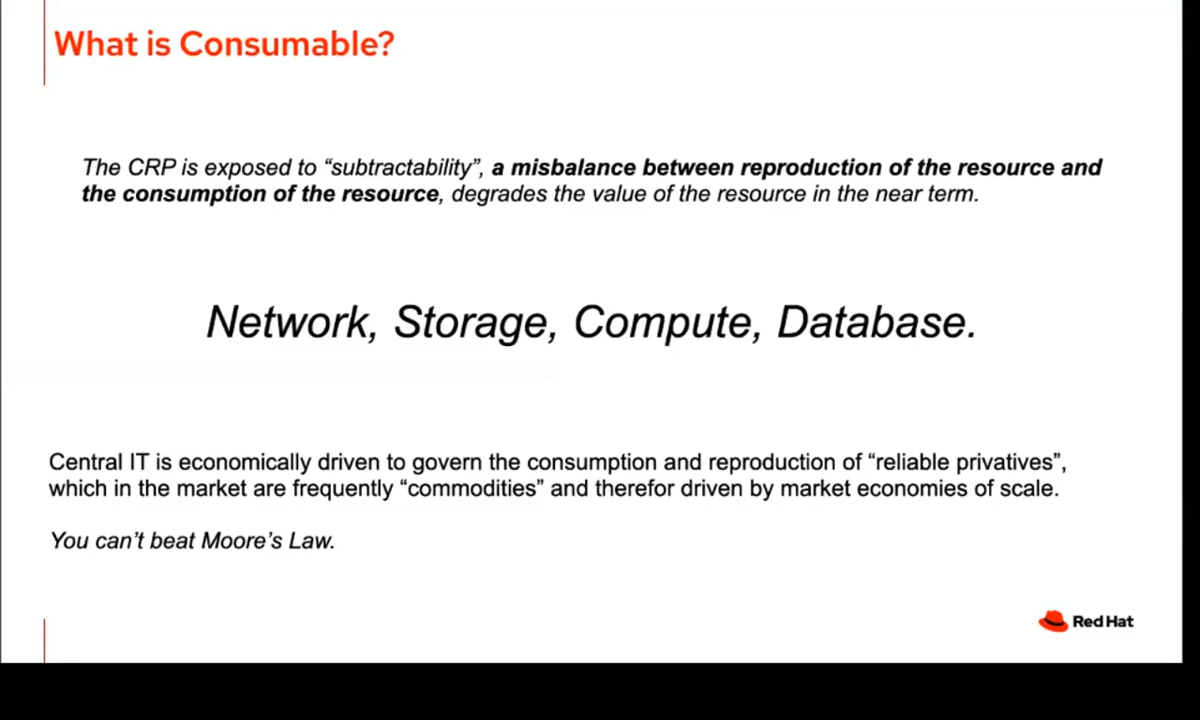 What is Consumable?
The CRP is exposed to “subtractability”, a misbalance between reproduction of the resource and
the consumption of the resource, degrades the value of the resource in the near term.
Network, Storage, Compute, Database.
Central IT is economically driven to govern the consumption and reproduction of “reliable privatives”,
which in the market are frequently “commodities” and therefor driven by market economies of scale.
You can’t beat Moore’s Law.
Red Hat